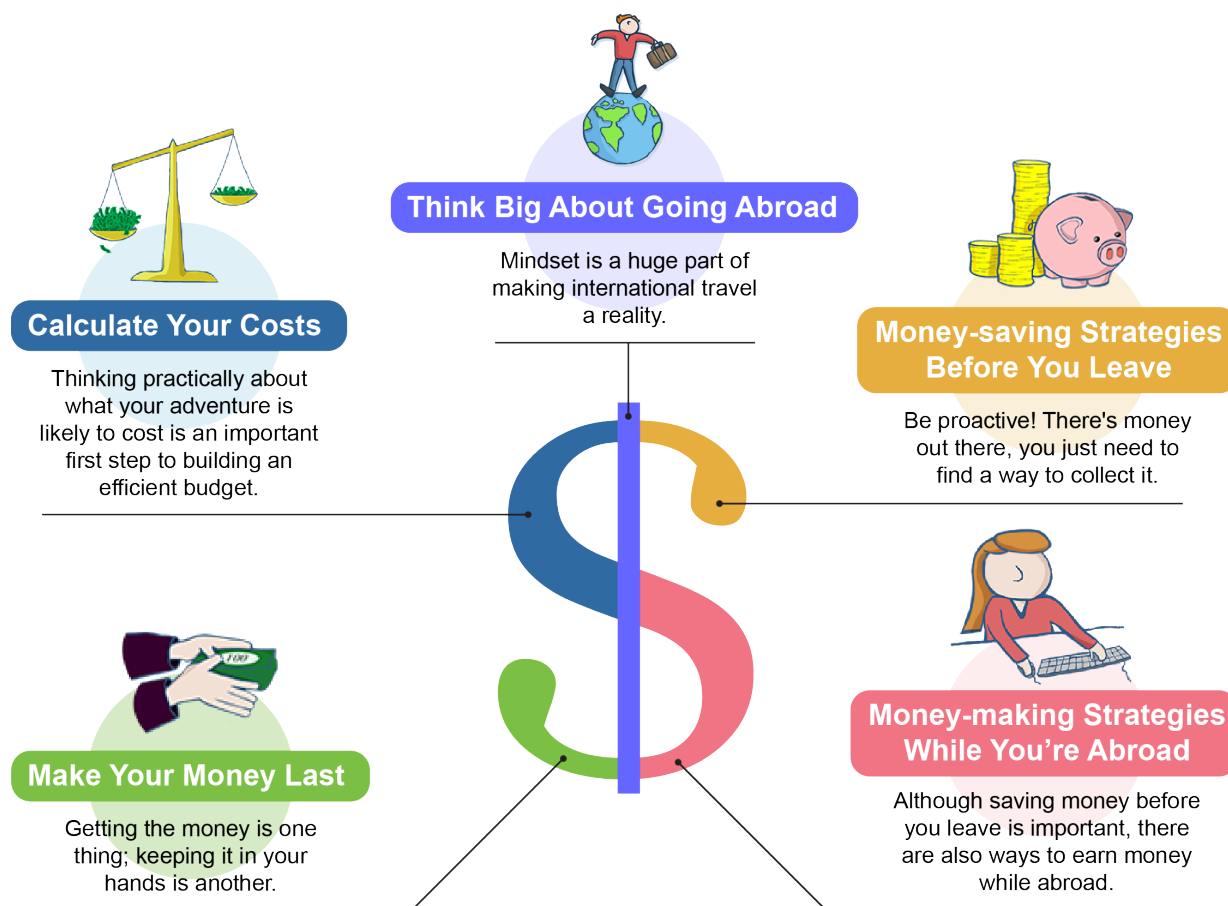 Think Big About Going Abroad
Mindset is a huge part of
making international travel
a reality.
Calculate Your Costs
Thinking practically about
what your adventure is
likely to cost is an important
first step to building an
efficient budget.
Money-saving Strategies
Before You Leave
Be proactive! There's money
out there, you just need to
find a way to collect it.
Make Your Money Last
Getting the money is one
thing; keeping it in your
hands is another.
100
Money-making Strategies
While You’re Abroad
Although saving money before
you leave is important, there
are also ways to earn money
while abroad.